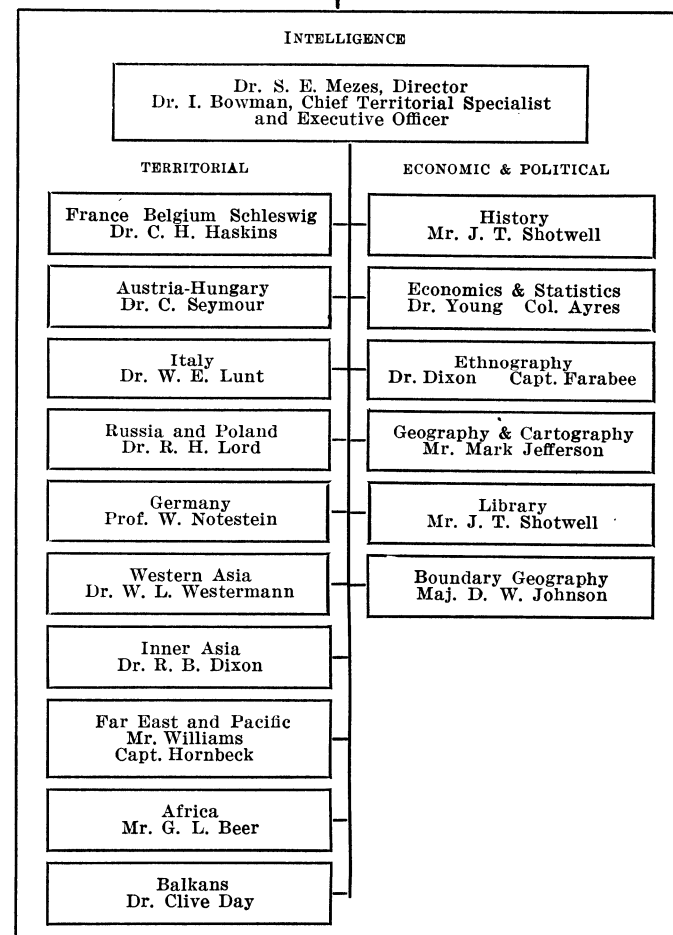 INTELLIGENCE
Dr. S. E. Mezes, Director
Dr. I. Bowman, Chief Territorial Specialist
and Executive Officer
TERRITORIAL
France Belgium Schleswig
Dr. C. H. Haskins
Austria-Hungary
Dr. C. Seymour
Italy
Dr. W. E. Lunt
Russia and Poland
Dr. R. H. Lord
Germany
Prof. W. Notestein
Western Asia
Dr. W. L. Westermann
Inner Asia
Dr. R. B. Dixon
Far East and Pacific
Mr. Williams
Capt. Hornbeck
Africa
Mr. G. L. Beer
Balkans
Dr. Clive Day
ECONOMIC & POLITICAL
History
Mr. J. T. Shotwell
Economics & Statistics
Dr. Young Col. Ayres
Ethnography
Dr. Dixon Capt. Farabee
Geography & Cartography
Mr. Mark Jefferson
Library
Mr. J. T. Shotwell
Boundary Geography
Maj. D. W. Johnson